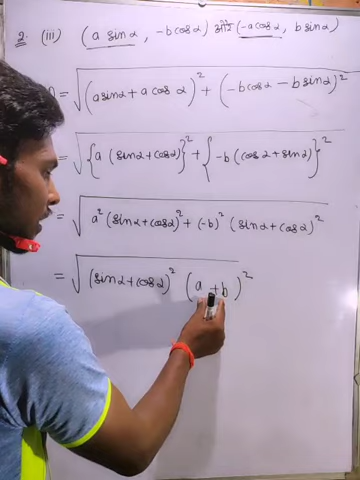 2. (iii) (a sinα, -b cosα) और (-a cosα, b sinα)
= √(a sinα + a cos α)² + (-b cosα - b sinα)²
= √{a (sinα + cosα)}² + {-b (cosα + sinα)}²
= √a² (sinα + cosα)² + (-b)² (sinα + cosα)²
= √(sinα + cosα)² (a + b)²